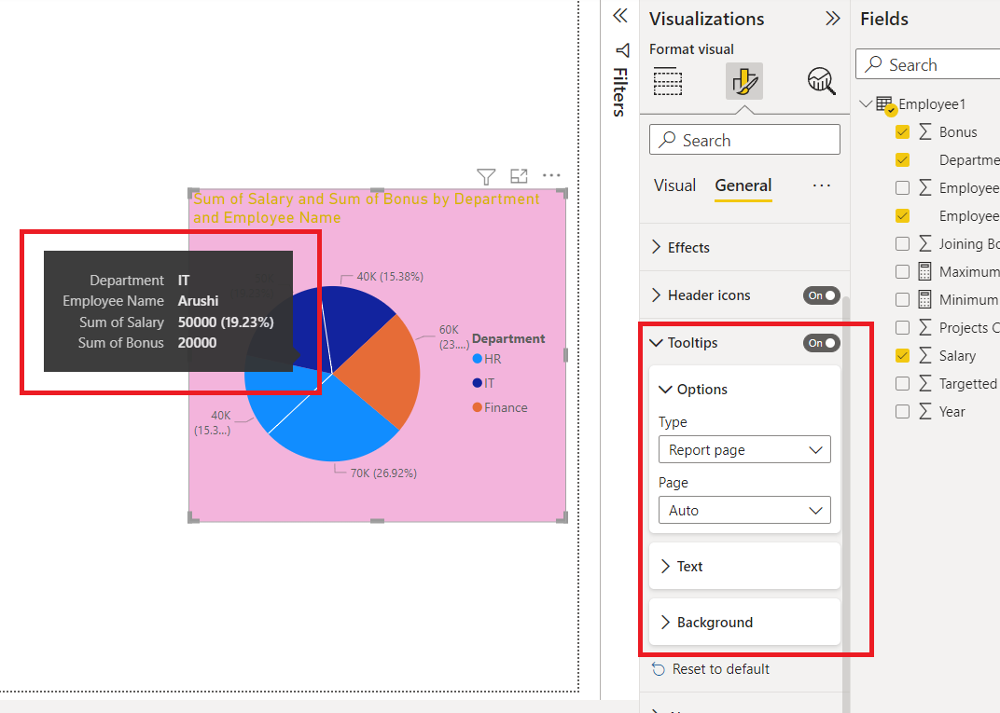 Sum of Salary and Sum of Bonus by Department
and Employee Name
Department IT
Employee Name Arushi
Sum of Salary 50000 (19.23%)
Sum of Bonus 20000
40K (15.38%)
60K
(23....)
40K
(15.3...)
70K (26.92%)
Department
HR
IT
Finance
Filters
Visualizations
Format visual
Search
Visual General
Effects
Header icons On
Tooltips On
Options
Type
Report page
Page
Auto
Text
Background
Reset to default
Fields
Search
Employee1
Bonus
Departme
Employee
Employee
Joining Bo
Maximum
Minimum
Projects C
Salary
Targetted
Year